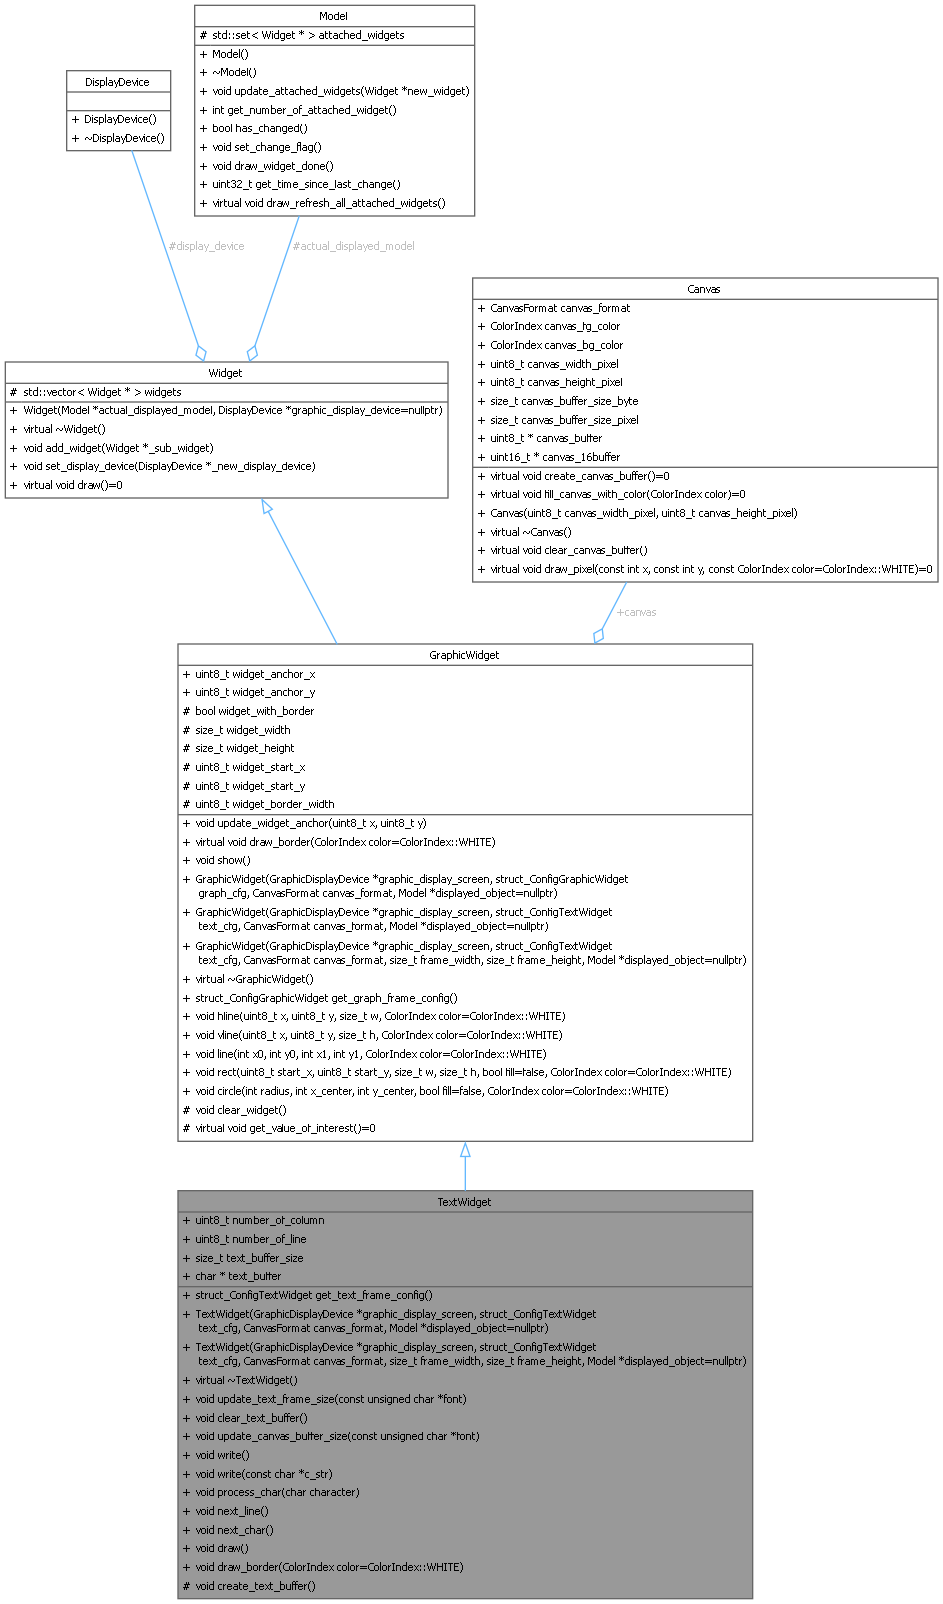 Model
# std::set< Widget * > attached_widgets
+ Model()
+ ~Model()
+ void update_attached_widgets(Widget *new_widget)
+ int get_number_of_attached_widget()
+ bool has_changed()
+ void set_change_flag()
+ void draw_widget_done()
+ uint32_t get_time_since_last_change()
+ virtual void draw_refresh_all_attached_widgets()
DisplayDevice
+ DisplayDevice()
+ ~DisplayDevice()
#display_device
#actual_displayed_model
Canvas
+ CanvasFormat canvas_format
+ ColorIndex canvas_fg_color
+ ColorIndex canvas_bg_color
+ uint8_t canvas_width_pixel
+ uint8_t canvas_height_pixel
+ size_t canvas_buffer_size_byte
+ size_t canvas_buffer_size_pixel
+ uint8_t * canvas_buffer
+ uint16_t * canvas_16buffer
+ virtual void create_canvas_buffer()=0
+ virtual void fill_canvas_with_color(ColorIndex color)=0
+ Canvas(uint8_t canvas_width_pixel, uint8_t canvas_height_pixel)
+ virtual ~Canvas()
+ virtual void clear_canvas_buffer()
+ virtual void draw_pixel(const int x, const int y, const ColorIndex color=ColorIndex::WHITE)=0
Widget
# std::vector< Widget * > widgets
+ Widget(Model *actual_displayed_model, DisplayDevice *graphic_display_device=nullptr)
+ virtual ~Widget()
+ void add_widget(Widget *_sub_widget)
+ void set_display_device(DisplayDevice *_new_display_device)
+ virtual void draw()=0
+canvas
GraphicWidget
+ uint8_t widget_anchor_x
+ uint8_t widget_anchor_y
# bool widget_with_border
# size_t widget_width
# size_t widget_height
# uint8_t widget_start_x
# uint8_t widget_start_y
# uint8_t widget_border_width
+ void update_widget_anchor(uint8_t x, uint8_t y)
+ virtual void draw_border(ColorIndex color=ColorIndex::WHITE)
+ void show()
+ GraphicWidget(GraphicDisplayDevice *graphic_display_screen, struct_ConfigGraphicWidget
graph_cfg, CanvasFormat canvas_format, Model *displayed_object=nullptr)
+ GraphicWidget(GraphicDisplayDevice *graphic_display_screen, struct_ConfigTextWidget
text_cfg, CanvasFormat canvas_format, Model *displayed_object=nullptr)
+ GraphicWidget(GraphicDisplayDevice *graphic_display_screen, struct_ConfigTextWidget
text_cfg, CanvasFormat canvas_format, size_t frame_width, size_t frame_height, Model *displayed_object=nullptr)
+ virtual ~GraphicWidget()
+ struct_ConfigGraphicWidget get_graph_frame_config()
+ void hline(uint8_t x, uint8_t y, size_t w, ColorIndex color=ColorIndex::WHITE)
+ void vline(uint8_t x, uint8_t y, size_t h, ColorIndex color=ColorIndex::WHITE)
+ void line(int x0, int y0, int x1, int y1, ColorIndex color=ColorIndex::WHITE)
+ void rect(uint8_t start_x, uint8_t start_y, size_t w, size_t h, bool fill=false, ColorIndex color=ColorIndex::WHITE)
+ void circle(int radius, int x_center, int y_center, bool fill=false, ColorIndex color=ColorIndex::WHITE)
# void clear_widget()
# virtual void get_value_of_interest()=0
TextWidget
+ uint8_t number_of_column
+ uint8_t number_of_line
+ size_t text_buffer_size
+ char * text_buffer
+ struct_ConfigTextWidget get_text_frame_config()
+ TextWidget(GraphicDisplayDevice *graphic_display_screen, struct_ConfigTextWidget
text_cfg, CanvasFormat canvas_format, Model *displayed_object=nullptr)
+ TextWidget(GraphicDisplayDevice *graphic_display_screen, struct_ConfigTextWidget
text_cfg, CanvasFormat canvas_format, size_t frame_width, size_t frame_height, Model *displayed_object=nullptr)
+ virtual ~TextWidget()
+ void update_text_frame_size(const unsigned char *font)
+ void clear_text_buffer()
+ void update_canvas_buffer_size(const unsigned char *font)
+ void write()
+ void write(const char *c_str)
+ void process_char(char character)
+ void next_line()
+ void next_char()
+ void draw()
+ void draw_border(ColorIndex color=ColorIndex::WHITE)
# void create_text_buffer()